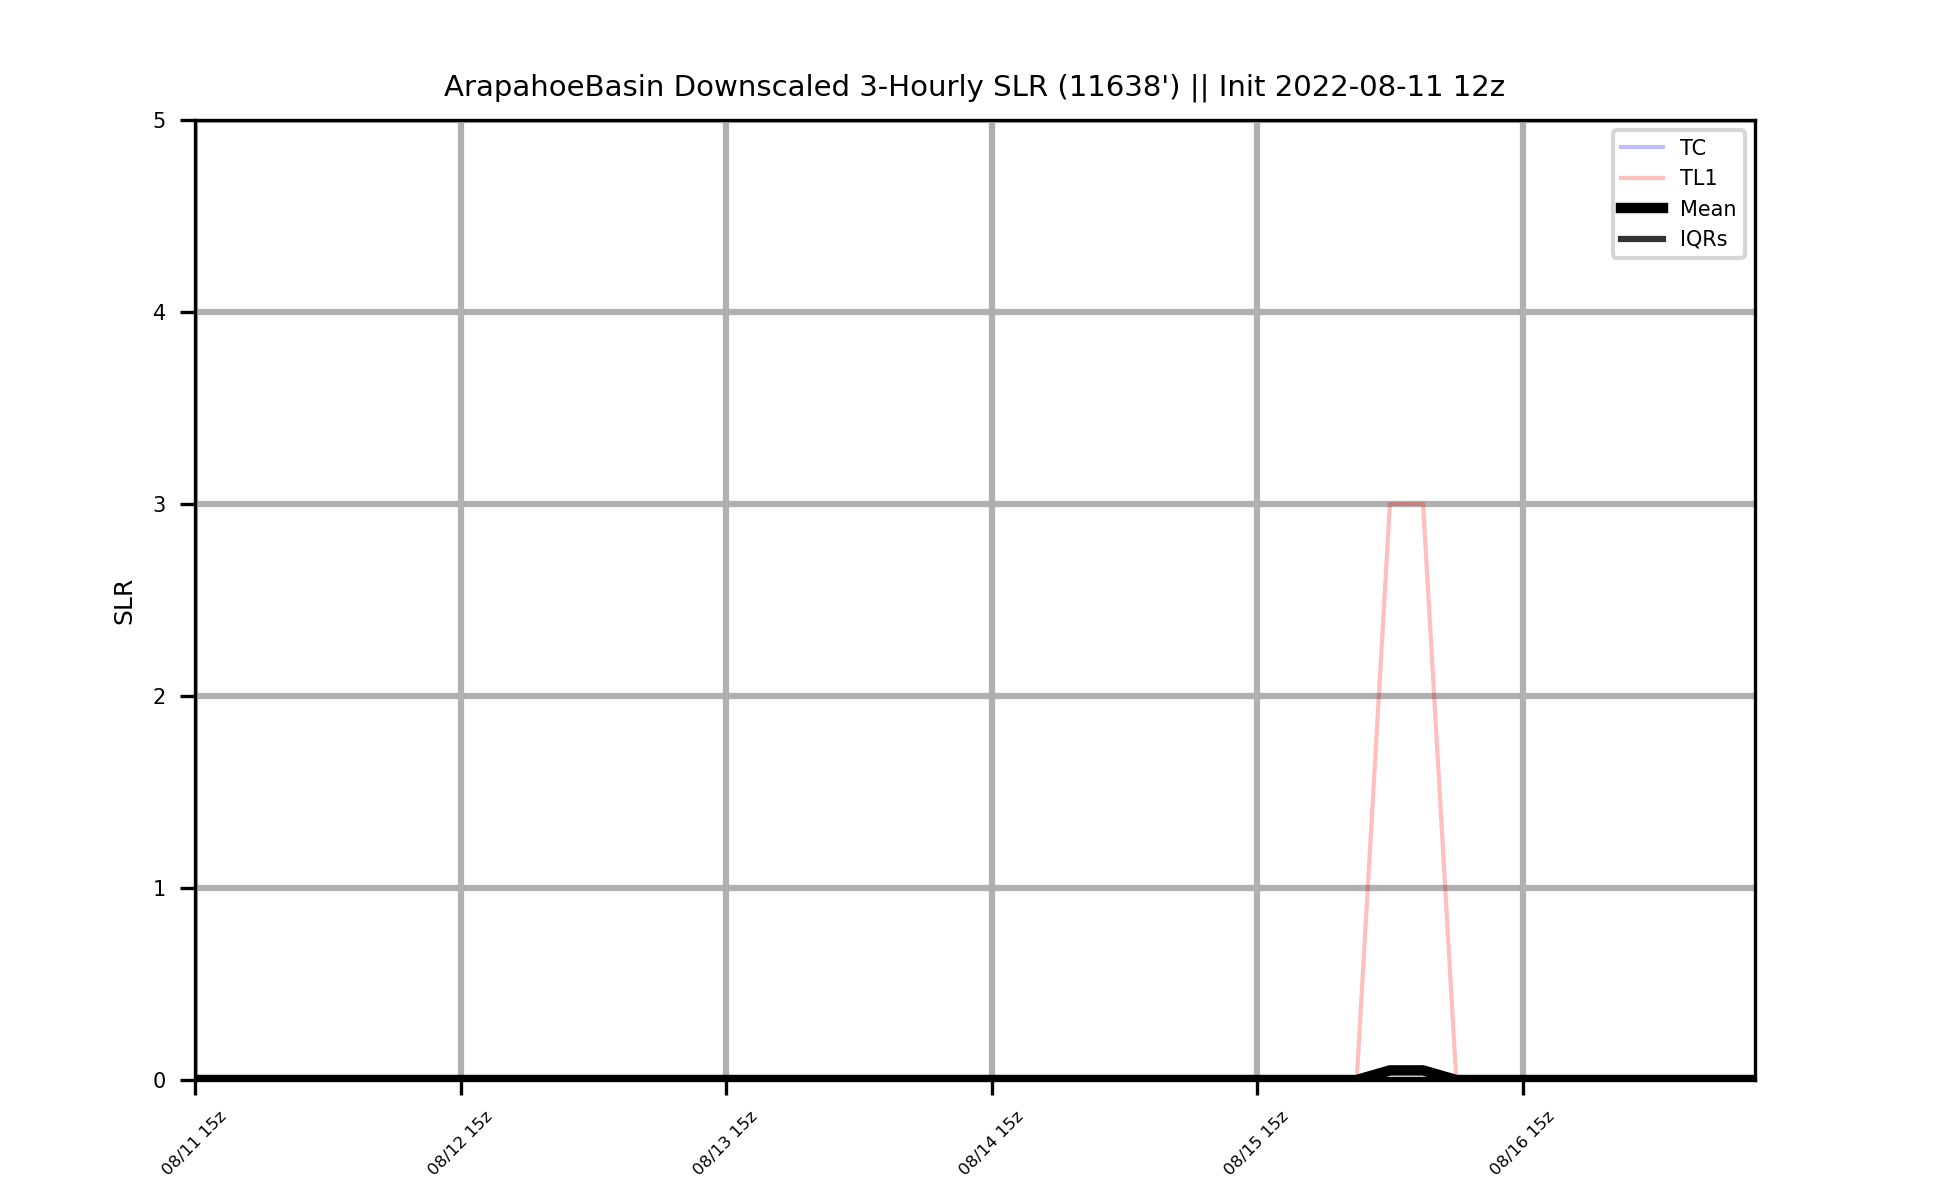 ArapahoeBasin Downscaled 3-Hourly SLR (11638') || Init 2022-08-11 12z
5
4
3
2
1
0
SLR
TC
TL1
Mean
IQRs
08/11 15z
08/12 15z
08/13 15z
08/14 15z
08/15 15z
08/16 15z